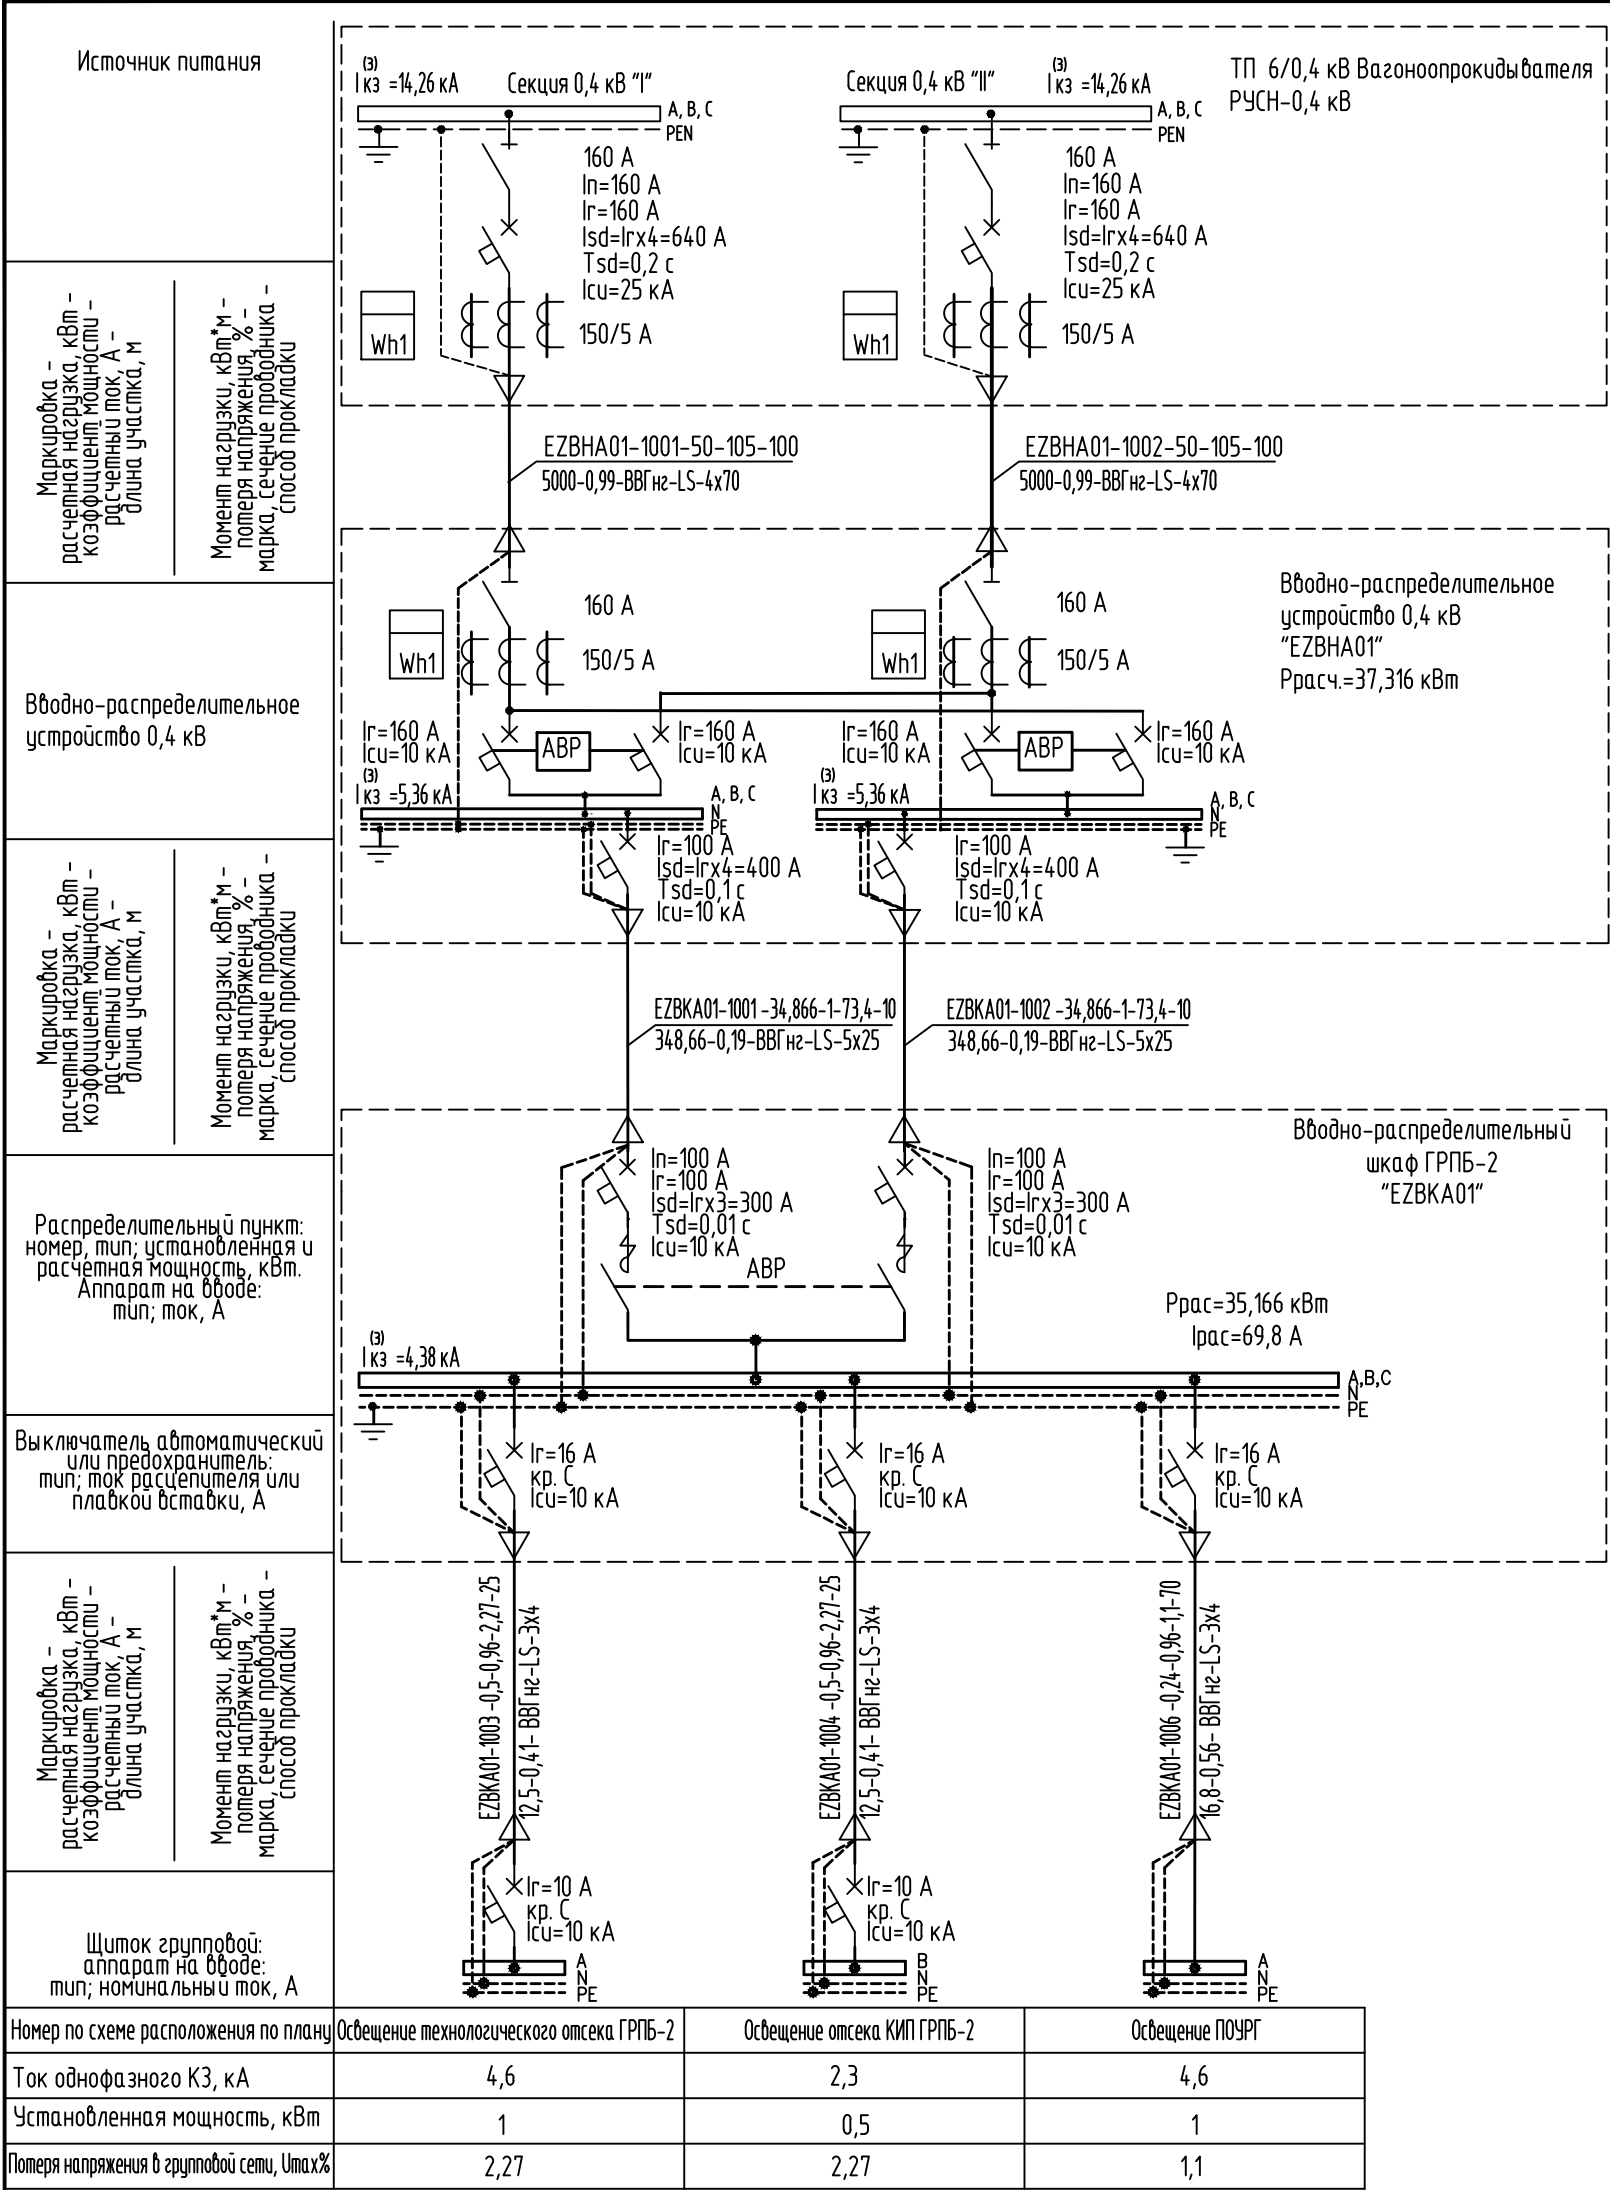 Источник питания
(3)
Iкз =14,26 кА
Секция 0,4 кВ "I"
А, В, С
PEN
Секция 0,4 кВ "II"
(3)
Iкз =14,26 кА
А, В, С
PEN
ТП 6/0,4 кВ Вагоноопрокидывателя
РУСН-0,4 кВ
160 А
In=160 А
Ir=160 А
Isd=Irx4=640 А
Tsd=0,2 с
Icu=25 кА
150/5 А
Wh1
160 А
In=160 А
Ir=160 А
Isd=Irx4=640 А
Tsd=0,2 с
Icu=25 кА
150/5 А
Wh1
Маркировка -
расчетная нагрузка, кВт -
коэффициент мощности -
расчетный ток, А -
длина участка, м
Момент нагрузки, кВт*м -
потеря напряжения, % -
марка, сечение проводника -
способ прокладки
EZBHA01-1001-50-105-100
5000-0,99-ВВГнг-LS-4x70
EZBHA01-1002-50-105-100
5000-0,99-ВВГнг-LS-4x70
Вводно-распределительное
устройство 0,4 кВ
Вводно-распределительное
устройство 0,4 кВ
"EZBHA01"
Ррасч.=37,316 кВт
160 А
150/5 А
Wh1
160 А
150/5 А
Wh1
Ir=160 А
Icu=10 кА
АВР
Ir=160 А
Icu=10 кА
Ir=160 А
Icu=10 кА
АВР
Ir=160 А
Icu=10 кА
(3)
Iкз =5,36 кА
А, В, С
N
PE
(3)
Iкз =5,36 кА
А, В, С
N
PE
Ir=100 А
Isd=Irx4=400 А
Tsd=0,1 с
Icu=10 кА
Ir=100 А
Isd=Irx4=400 А
Tsd=0,1 с
Icu=10 кА
Маркировка -
расчетная нагрузка, кВт -
коэффициент мощности -
расчетный ток, А -
длина участка, м
Момент нагрузки, кВт*м -
потеря напряжения, % -
марка, сечение проводника -
способ прокладки
EZBKA01-1001 -34,866-1-73,4-10
348,66-0,19-ВВГнг-LS-5x25
EZBKA01-1002 -34,866-1-73,4-10
348,66-0,19-ВВГнг-LS-5x25
Распределительный пункт:
номер, тип; установленная и
расчетная мощность, кВт.
Аппарат на вводе:
тип; ток, А
Вводно-распределительный
шкаф ГРПБ-2
"EZBKA01"
In=100 А
Ir=100 А
Isd=Irx3=300 А
Tsd=0,01 с
Icu=10 кА
In=100 А
Ir=100 А
Isd=Irx3=300 А
Tsd=0,01 с
Icu=10 кА
АВР
Ррас=35,166 кВт
Iрас=69,8 А
(3)
Iкз =4,38 кА
А,В,С
N
PE
Выключатель автоматический
или предохранитель:
тип; ток расцепителя или
плавкой вставки, А
Ir=16 А
кр. С
Icu=10 кА
Ir=16 А
кр. С
Icu=10 кА
Ir=16 А
кр. С
Icu=10 кА
Маркировка -
расчетная нагрузка, кВт -
коэффициент мощности -
расчетный ток, А -
длина участка, м
Момент нагрузки, кВт*м -
потеря напряжения, % -
марка, сечение проводника -
способ прокладки
EZBKA01-1003 -0,5-0,96-2,27-25
12,5-0,41- ВВГнг-LS-3x4
EZBKA01-1004 -0,5-0,96-2,27-25
12,5-0,41- ВВГнг-LS-3x4
EZBKA01-1006 -0,24-0,96-1,1-70
16,8-0,56- ВВГнг-LS-3x4
Щиток групповой:
аппарат на вводе:
тип; номинальный ток, А
Ir=10 А
кр. С
Icu=10 кА
А
N
PE
Ir=10 А
кр. С
Icu=10 кА
В
N
PE
А
N
PE
Номер по схеме расположения по плану
Освещение технологического отсека ГРПБ-2
Освещение отсека КИП ГРПБ-2
Освещение ПОУРГ
Ток однофазного КЗ, кА
4,6
2,3
4,6
Установленная мощность, кВт
1
0,5
1
Потеря напряжения в групповой сети, Umax%
2,27
2,27
1,1